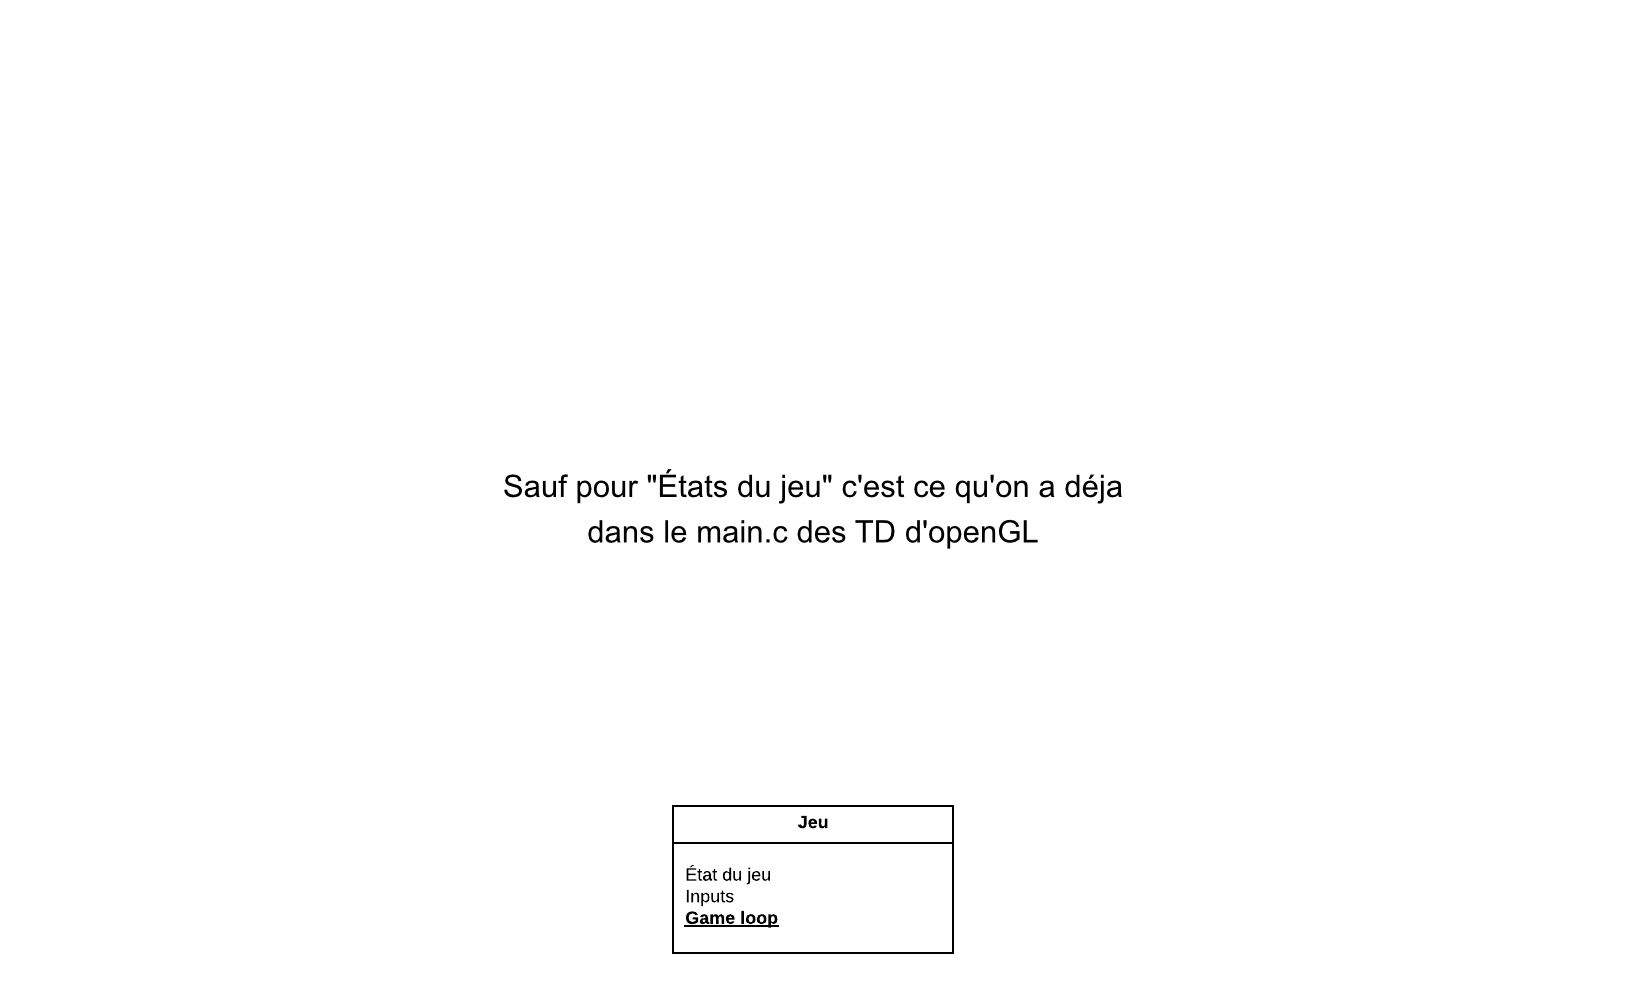 Sauf pour "États du jeu" c'est ce qu'on a déja
dans le main.c des TD d'openGL
Jeu
État du jeu
Inputs
Game loop